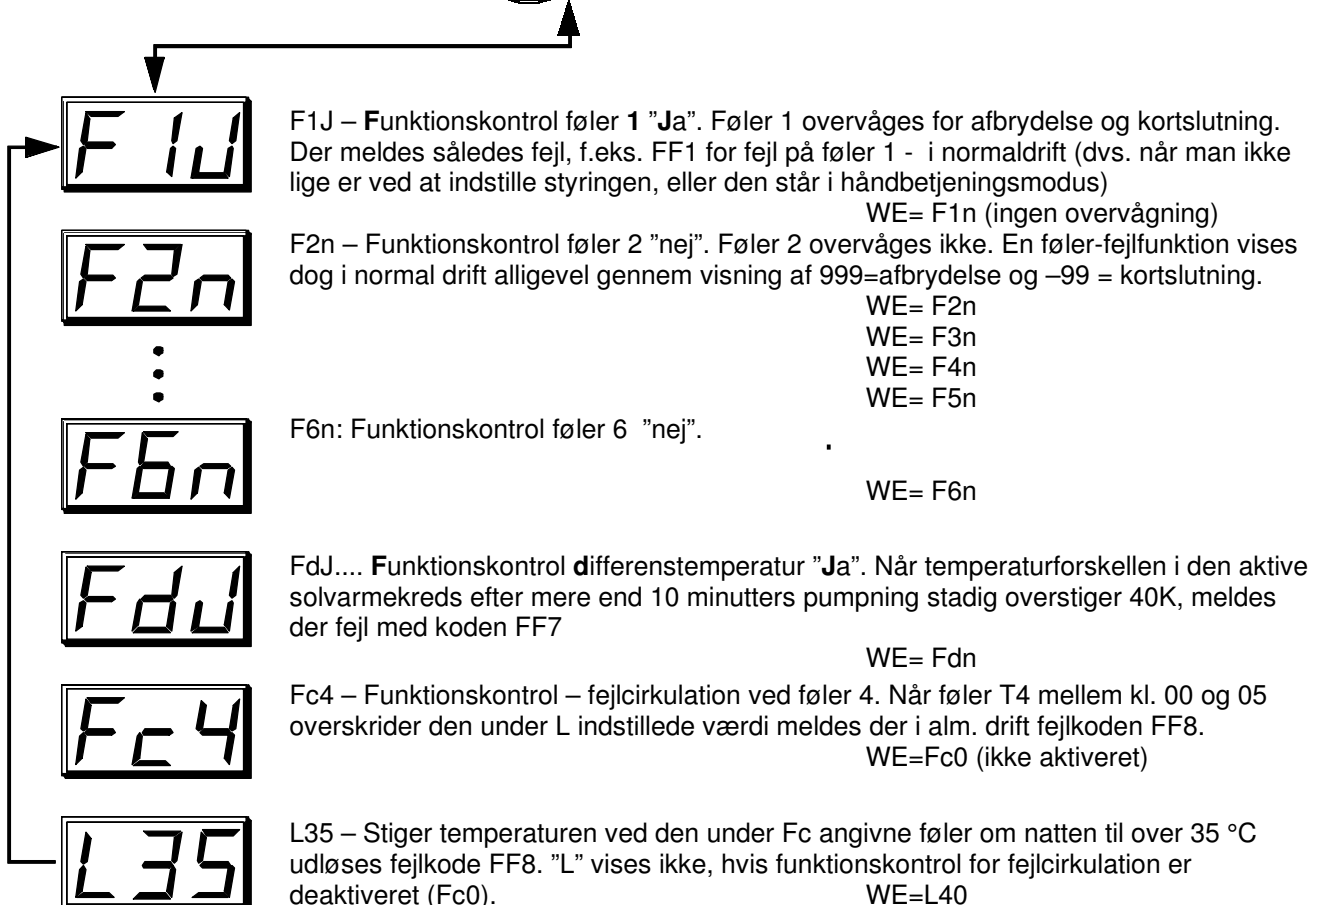 F1J
F1J – Funktionskontrol føler 1 ”Ja”. Føler 1 overvåges for afbrydelse og kortslutning.
Der meldes således fejl, f.eks. FF1 for fejl på føler 1 - i normaldrift (dvs. når man ikke
lige er ved at indstille styringen, eller den står i håndbetjeningsmodus)
WE= F1n (ingen overvågning)
F2n
F2n – Funktionskontrol føler 2 ”nej”. Føler 2 overvåges ikke. En føler-fejlfunktion vises
dog i normal drift alligevel gennem visning af 999=afbrydelse og –99 = kortslutning.
WE= F2n
WE= F3n
WE= F4n
WE= F5n
F6n
F6n: Funktionskontrol føler 6 ”nej”.
WE= F6n
FdJ
FdJ.... Funktionskontrol differenstemperatur ”Ja”. Når temperaturforskellen i den aktive
solvarmekreds efter mere end 10 minutters pumpning stadig overstiger 40K, meldes
der fejl med koden FF7
WE= Fdn
Fc4
Fc4 – Funktionskontrol – fejlcirkulation ved føler 4. Når føler T4 mellem kl. 00 og 05
overskrider den under L indstillede værdi meldes der i alm. drift fejlkoden FF8.
WE=Fc0 (ikke aktiveret)
L35
L35 – Stiger temperaturen ved den under Fc angivne føler om natten til over 35 °C
udløses fejlkode FF8. ”L” vises ikke, hvis funktionskontrol for fejlcirkulation er
deaktiveret (Fc0). WE=L40